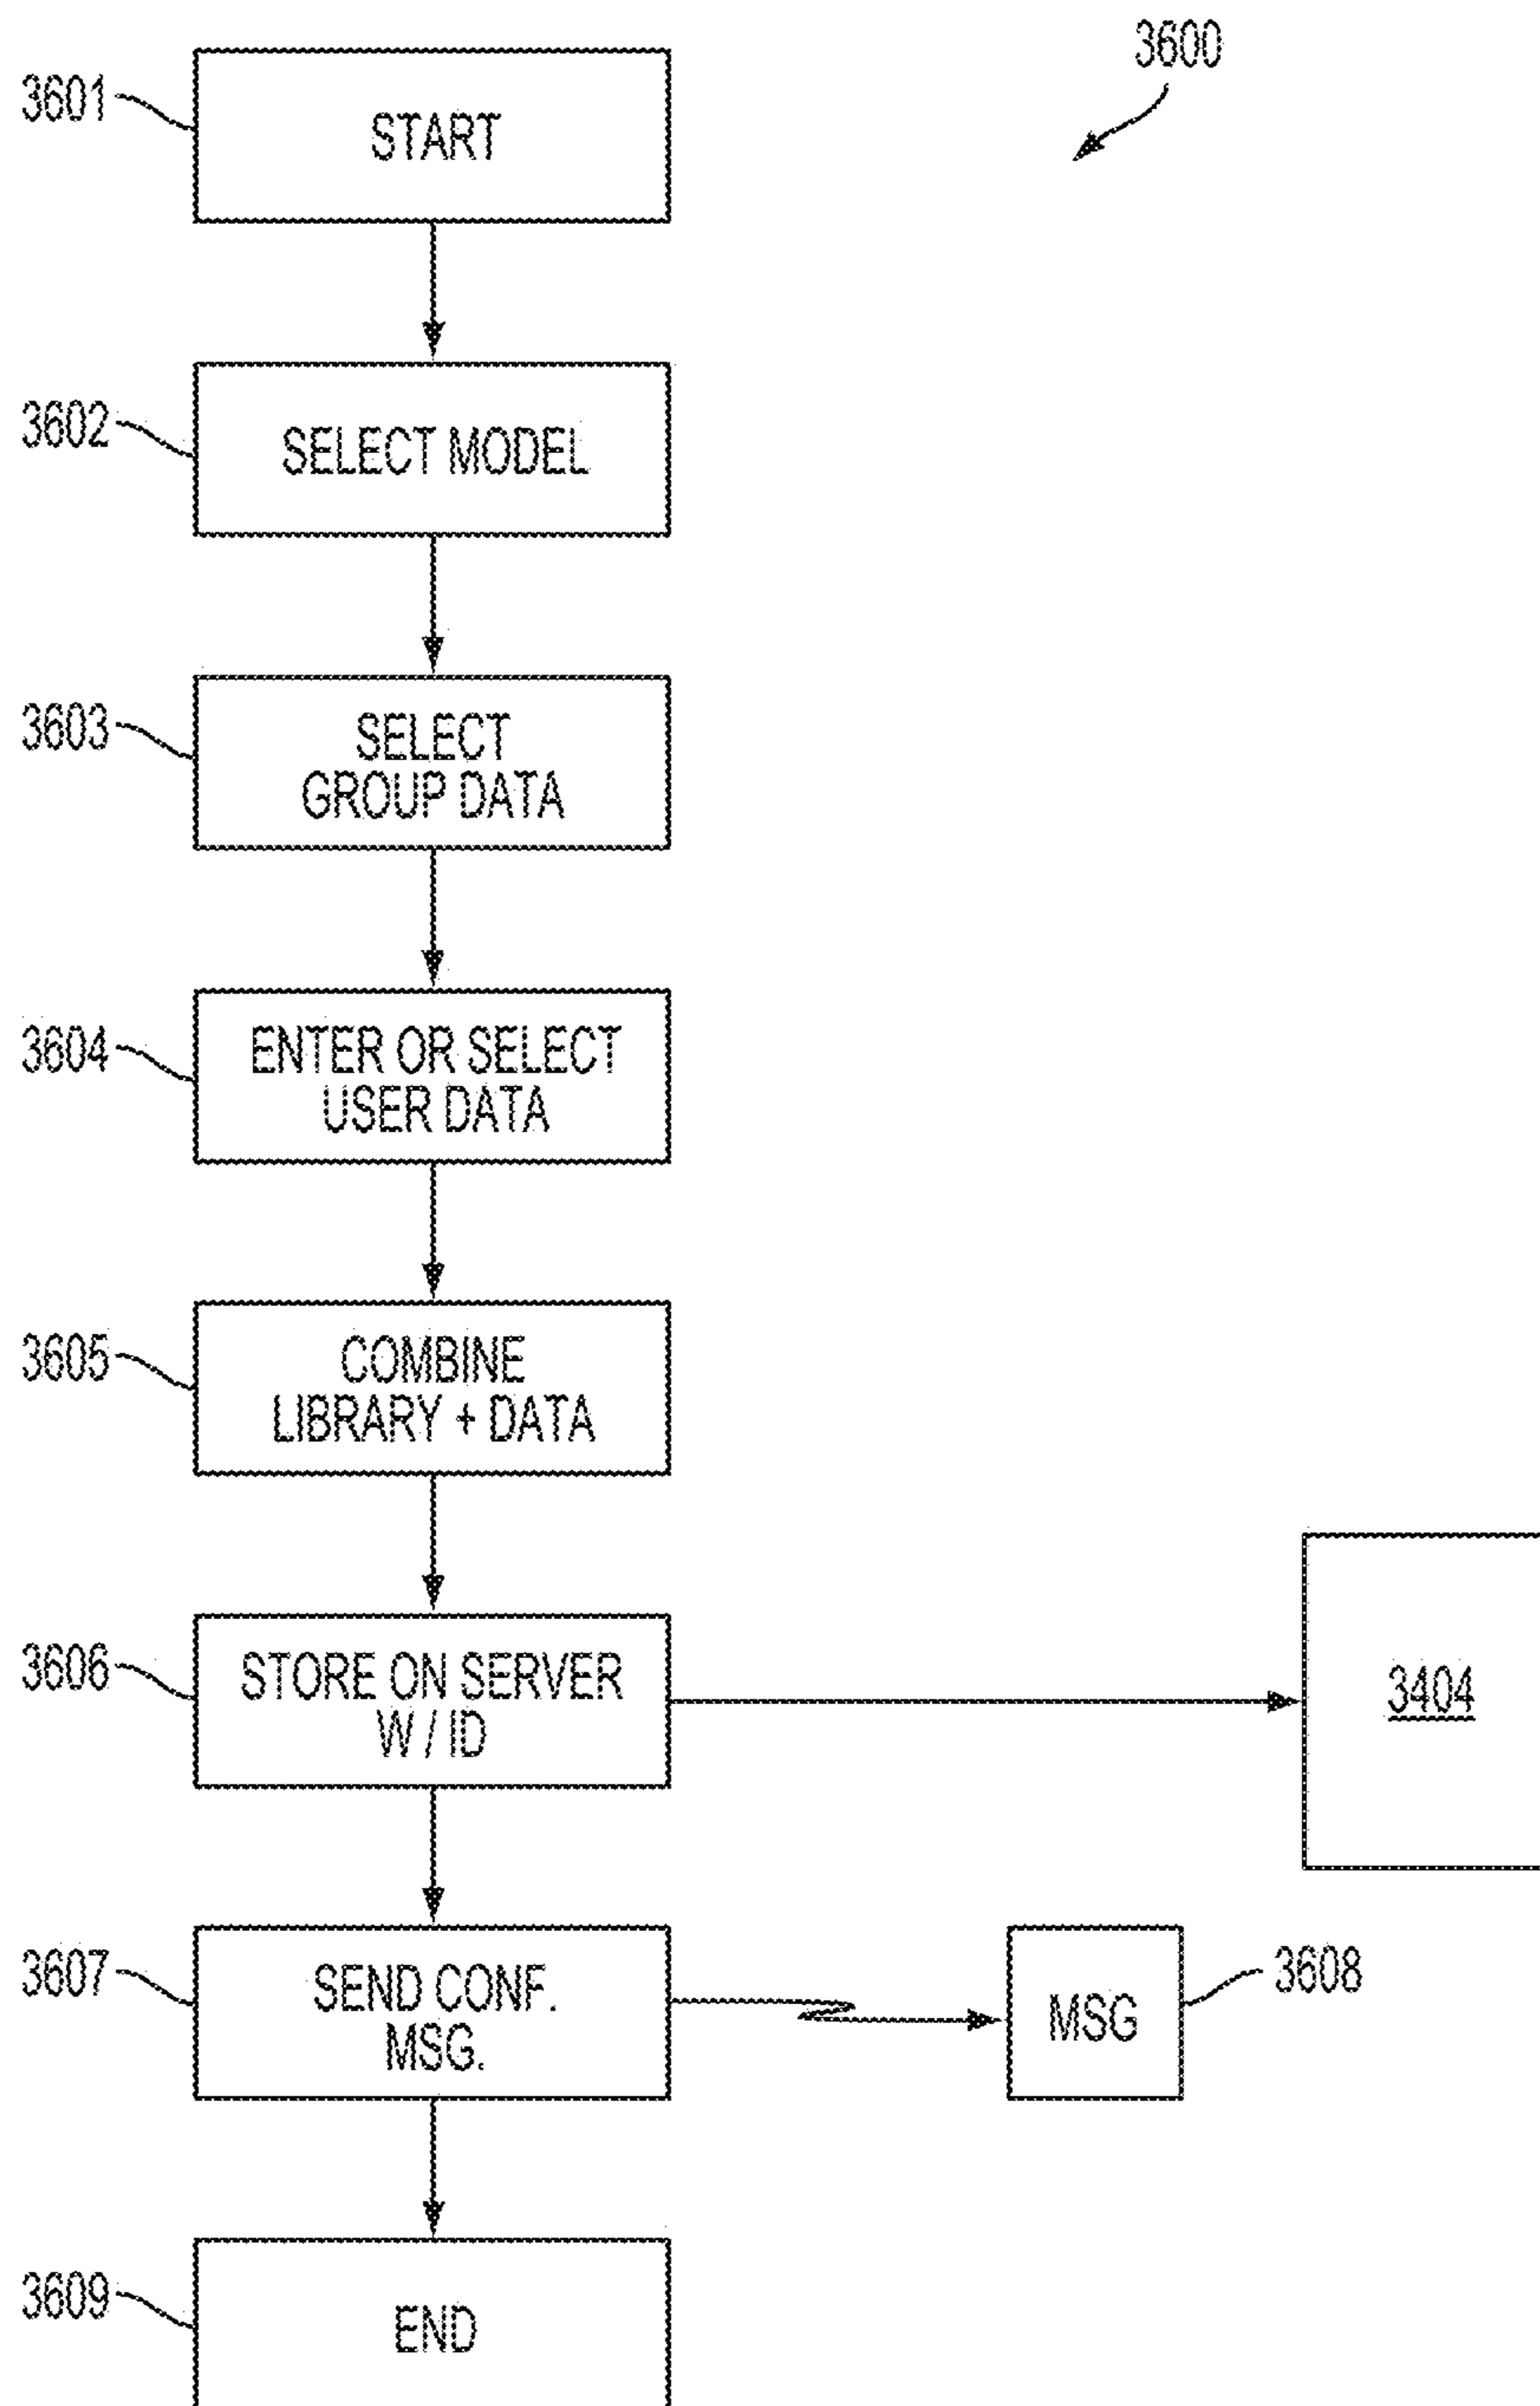 3600
3601
START
3602
SELECT MODEL
3603
SELECT
GROUP DATA
3604
ENTER OR SELECT
USER DATA
3605
COMBINE
LIBRARY + DATA
3606
STORE ON SERVER
W / ID
3404
3607
SEND CONF.
MSG.
MSG
3608
3609
END